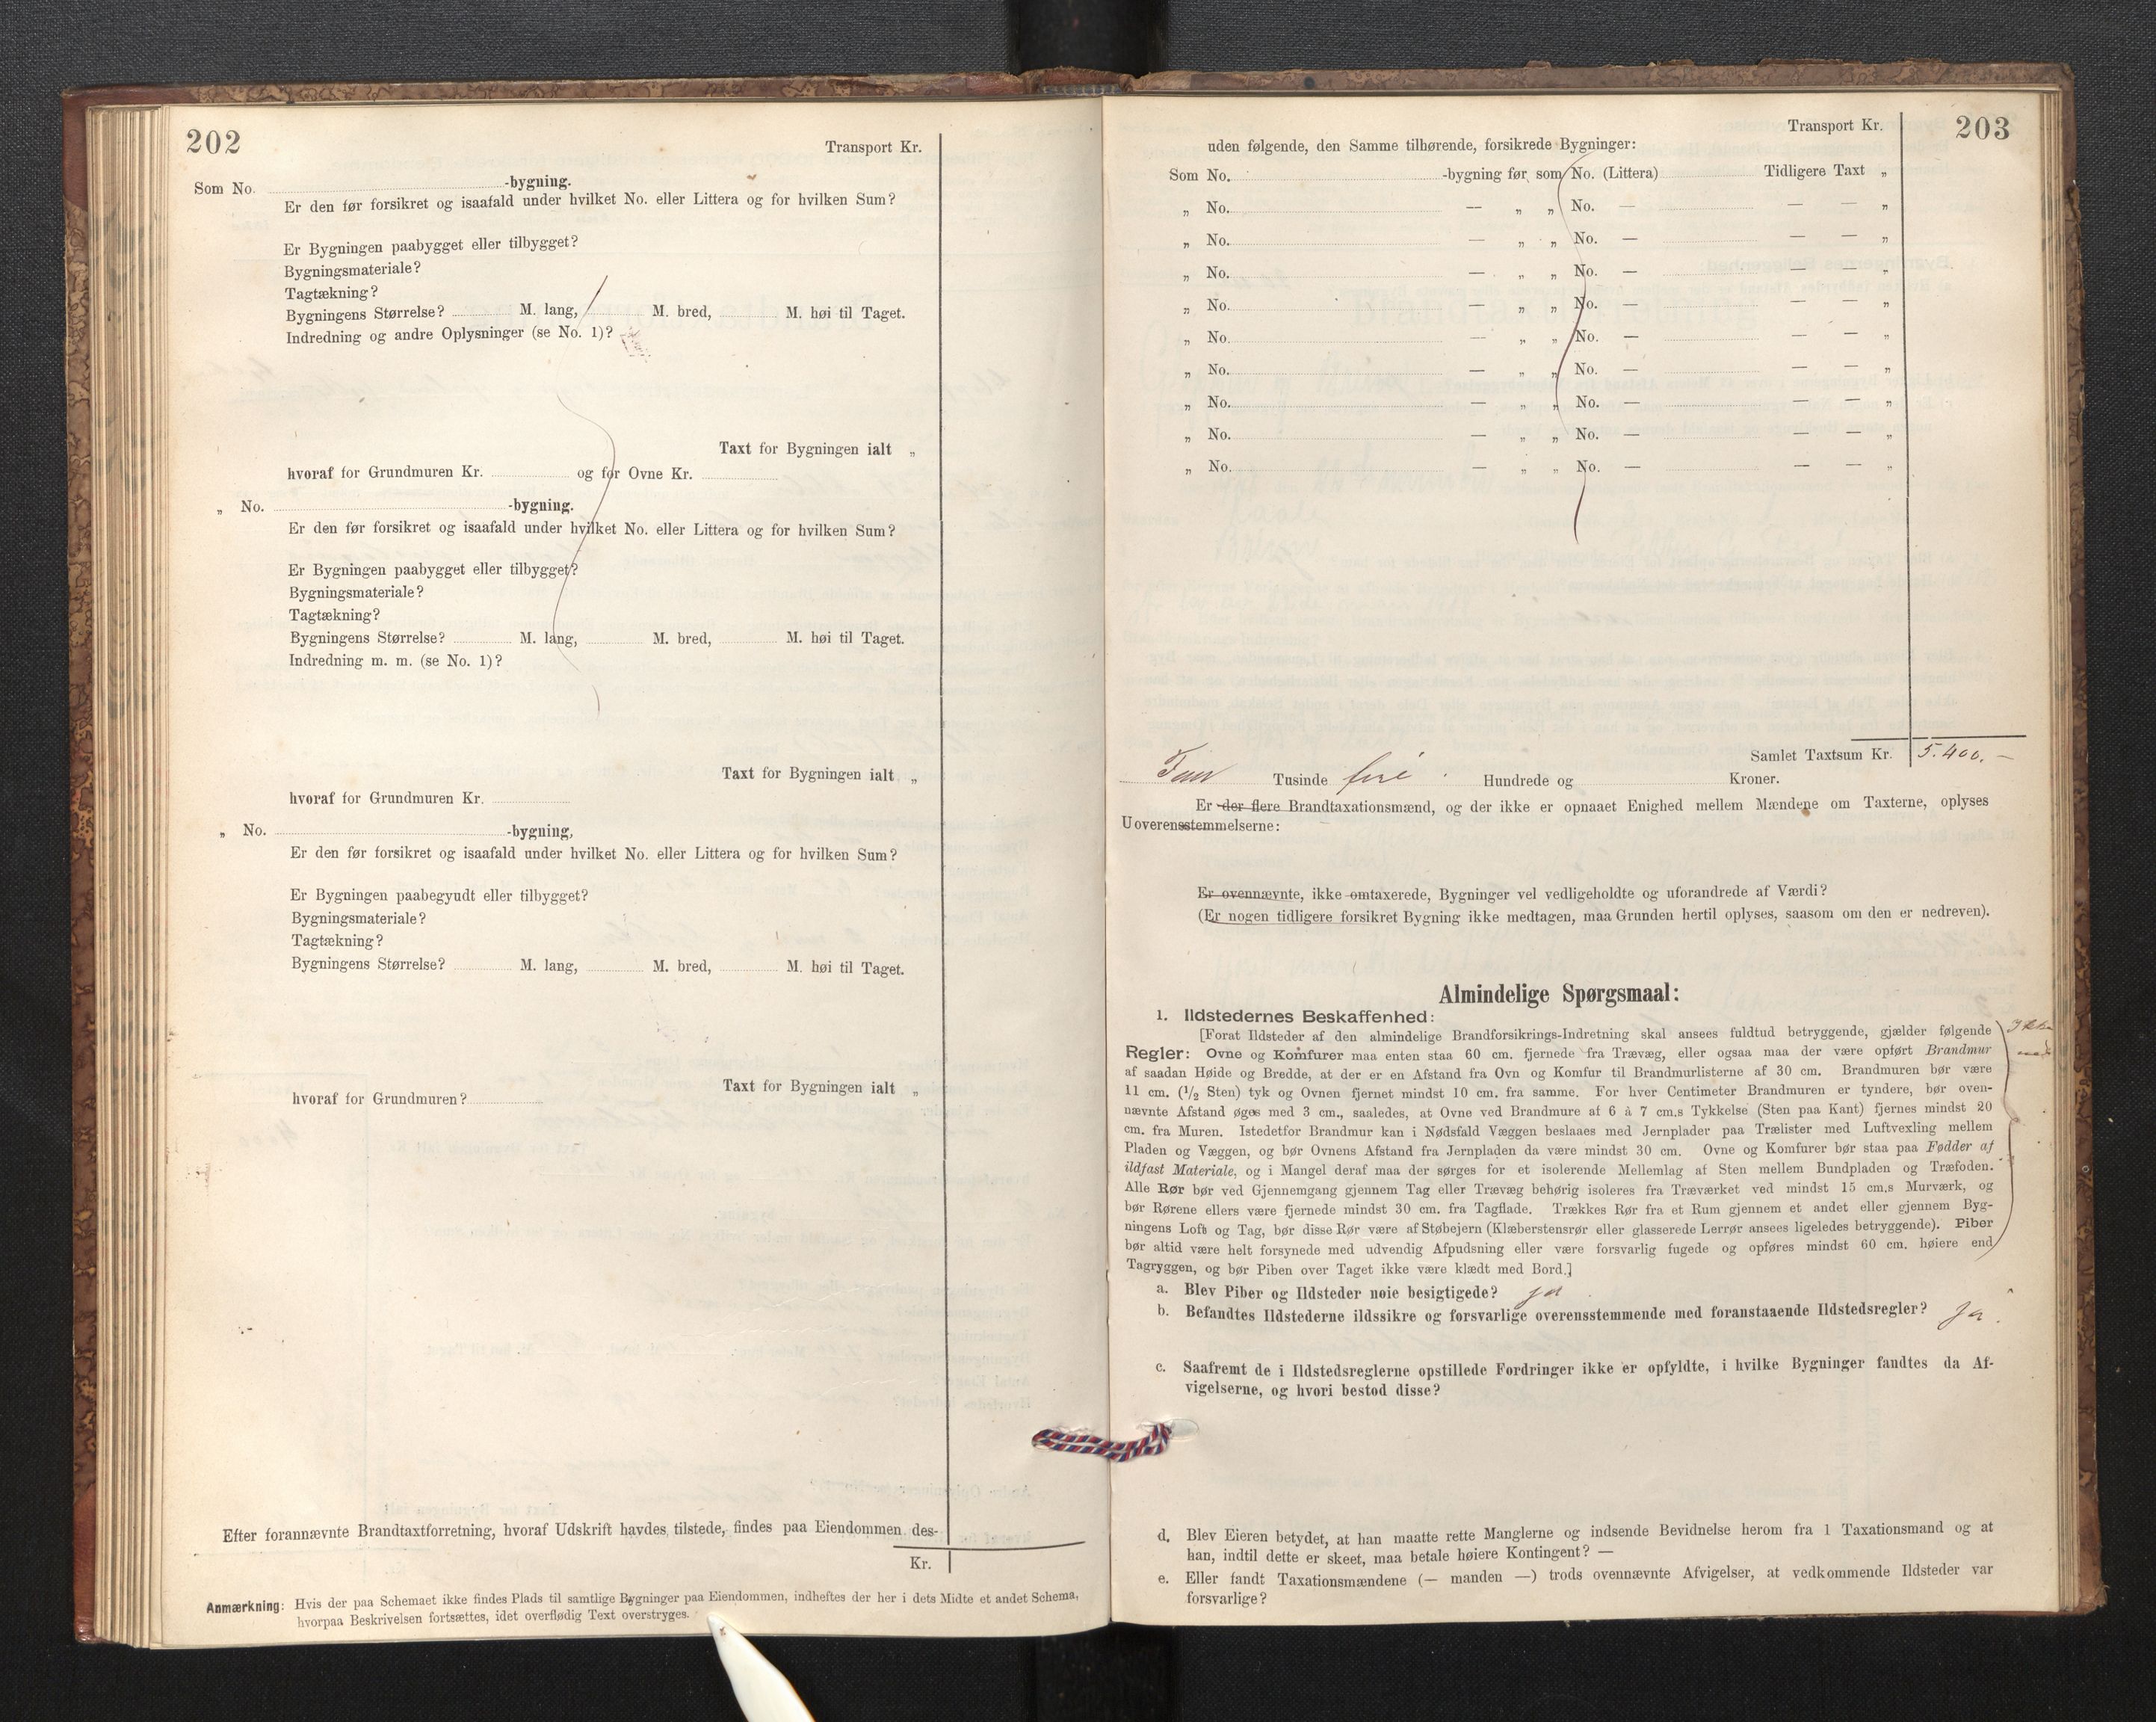 202
Transport Kr.
Som No. -bygning.
Er den før forsikret og isaafald under hvilket No. eller Littera og for hvilken Sum?
Er Bygningen paabygget eller tilbygget?
Bygningsmateriale?
Tagtækning?
Bygningens Størrelse? M. lang, M. bred, M. høi til Taget.
Indredning og andre Oplysninger (se No. 1)?
Taxt for Bygningen ialt „
hvoraf for Grundmuren Kr. og for Ovne Kr.
„ No. -bygning.
Er den før forsikret og isaafald under hvilket No. eller Littera og for hvilken Sum?
Er Bygningen paabygget eller tilbygget?
Bygningsmateriale?
Tagtækning?
Bygningens Størrelse? M. lang, M. bred, M. høi til Taget.
Indredning m. m. (se No. 1)?
Taxt for Bygningen ialt „
hvoraf for Grundmuren Kr.
„ No. -bygning,
Er den før forsikret og isaafald under hvilket No. eller Littera og for hvilken Sum?
Er Bygningen paabegyudt eller tilbygget?
Bygningsmateriale?
Tagtækning?
Bygningens Størrelse? M. lang, M. bred, M. høi til Taget.
Taxt for Bygningen ialt „
hvoraf for Grundmuren?
Efter forannævnte Brandtaxtforretning, hvoraf Udskrift havdes tilstede, findes paa Eiendommen des-
Kr.
Anmærkning: Hvis der paa Schemaet ikke findes Plads til samtlige Bygninger paa Eiendommen, indheftes der her i dets Midte et andet Schema,
hvorpaa Beskrivelsen fortsættes, idet overflødig Text overstryges.
203
Transport Kr.
uden følgende, den Samme tilhørende, forsikrede Bygninger:
Som No. -bygning før som No. (Littera) Tidligere Taxt „
„ No. — „ „ No. — — — „
„ No. — „ „ No. — — — „
„ No. — „ „ No. — — — „
„ No. — „ „ No. — — — „
„ No. — „ „ No. — — — „
„ No. — „ „ No. — — — „
„ No. — „ „ No. — — — „
„ No. — „ „ No. — — — „
„ No. — „ „ No. — — — „
Samlet Taxtsum Kr. 5.400.—
Tusinde fire Hundrede og Kroner.
Er der flere Brandtaxationsmænd, og der ikke er opnaaet Enighed mellem Mændene om Taxterne, oplyses
Uoverensstemmelserne:
Er ovennævnte, ikke omtaxerede, Bygninger vel vedligeholdte og uforandrede af Værdi?
(Er nogen tidligere forsikret Bygning ikke medtagen, maa Grunden hertil oplyses, saasom om den er nedreven).
Almindelige Spørgsmaal:
1. Ildstedernes Beskaffenhed:
[Forat Ildsteder af den almindelige Brandforsikrings-Indretning skal ansees fuldtud betryggende, gjælder følgende
Regler: Ovne og Komfurer maa enten staa 60 cm. fjernede fra Trævæg, eller ogsaa maa der være opført Brandmur
af saadan Høide og Bredde, at der er en Afstand fra Ovn og Komfur til Brandmurlisterne af 30 cm. Brandmuren bør være
11 cm. (1/2 Sten) tyk og Ovnen fjernet mindst 10 cm. fra samme. For hver Centimeter Brandmuren er tyndere, bør oven-
nævnte Afstand øges med 3 cm., saaledes, at Ovne ved Brandmure af 6 à 7 cm.s Tykkelse (Sten paa Kant) fjernes mindst 20
cm. fra Muren. Istedetfor Brandmur kan i Nødsfald Væggen beslaaes med Jernplader paa Trælister med Luftvexling mellem
Pladen og Væggen, og bør Ovnens Afstand fra Jernpladen da være mindst 30 cm. Ovne og Komfurer bør staa paa Fødder af
ildfast Materiale, og i Mangel deraf maa der sørges for et isolerende Mellemlag af Sten mellem Bundpladen og Træfoden.
Alle Rør bør ved Gjennemgang gjennem Tag eller Trævæg behørig isoleres fra Træværket ved mindst 15 cm.s Murværk, og
bør Rørene ellers være fjernede mindst 30 cm. fra Tagflade. Trækkes Rør fra et Rum gjennem et andet eller gjennem Byg-
ningens Loft og Tag, bør disse Rør være af Støbejern (Klæberstensrør eller glasserede Lerrør ansees ligeledes betryggende). Piber
bør altid være helt forsynede med udvendig Afpudsning eller være forsvarlig fugede og opføres mindst 60 cm. høiere end
Tagryggen, og bør Piben over Taget ikke være klædt med Bord.]
Ikke
a. Blev Piber og Ildsteder noie besigtigede? ja
b. Befandtes Ildstederne ildssikre og forsvarlige overensstemmende med foranstaaende Ildstedsregler? Ja.
c. Saafremt de i Ildstedsreglerne opstillede Fordringer ikke er opfyldte, i hvilke Bygninger fandtes da Af-
vigelserne, og hvori bestod disse?
d. Blev Eieren betydet, at han maatte rette Manglerne og indsende Bevidnelse herom fra 1 Taxationsmand og at
han, indtil dette er skeet, maa betale høiere Kontingent? —
e. Eller fandt Taxationsmændene (— manden —) trods ovennævnte Afvigelser, at vedkommende Ildsteder var
forsvarlige?